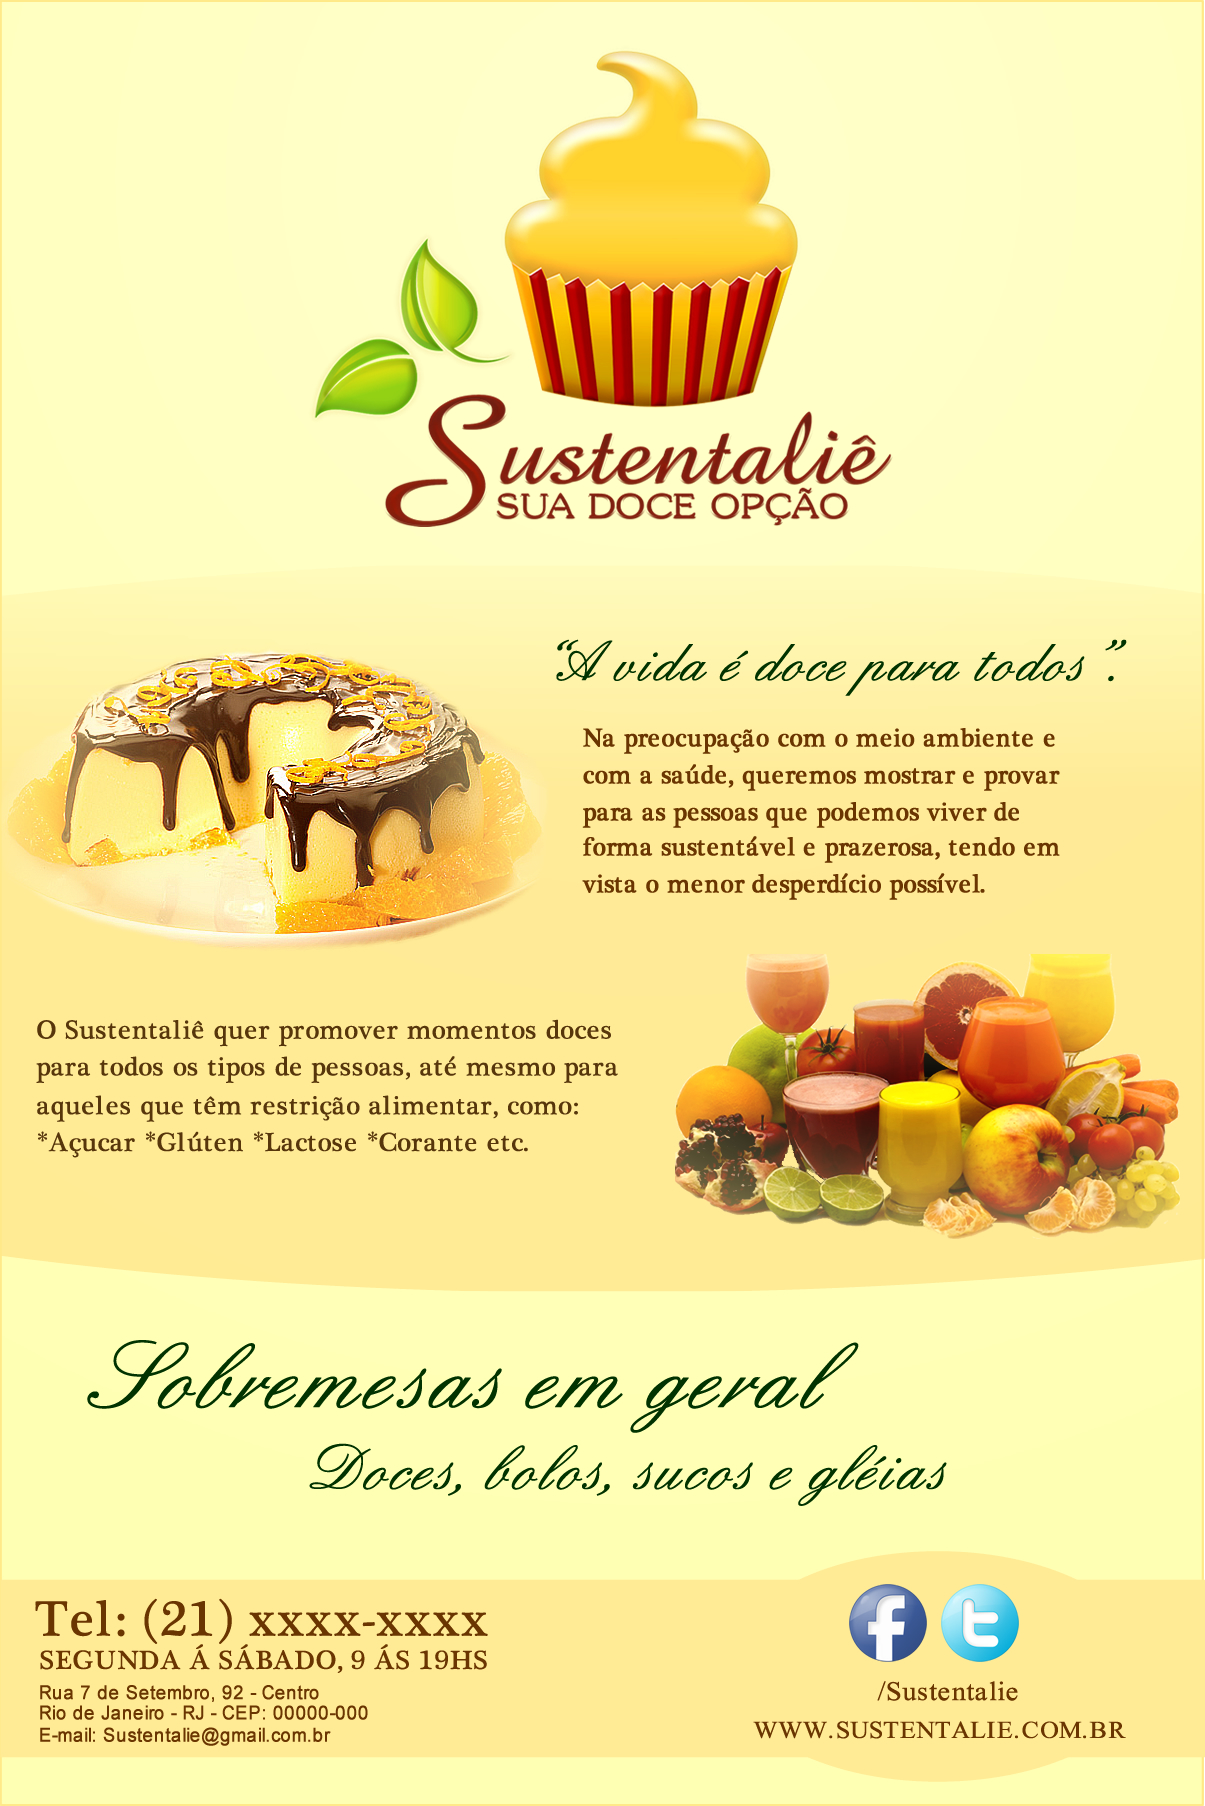 Sustentaliê
SUA DOCE OPÇÃO
“A vida é doce para todos ”.
Na preocupação com o meio ambiente e
com a saúde, queremos mostrar e provar
para as pessoas que podemos viver de
forma sustentável e prazerosa, tendo em
vista o menor desperdício possível.
O Sustentaliê quer promover momentos doces
para todos os tipos de pessoas, até mesmo para
aqueles que têm restrição alimentar, como:
*Açucar *Glúten *Lactose *Corante etc.
Sobremesas em geral
Doces, bolos, sucos e gléias
Tel: (21) xxxx-xxxx
SEGUNDA Á SÁBADO, 9 ÁS 19HS
Rua 7 de Setembro, 92 - Centro
Rio de Janeiro - RJ - CEP: 00000-000
E-mail: Sustentalie@gmail.com.br
/Sustentalie
WWW.SUSTENTALIE.COM.BR